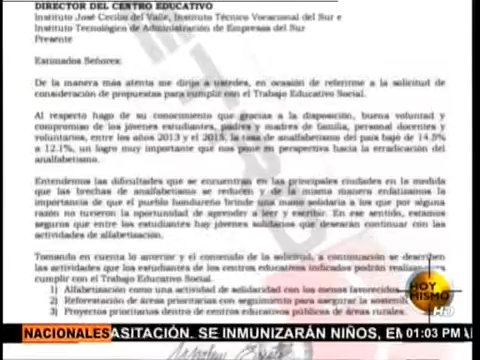 DIRECTOR DEL CENTRO EDUCATIVO
Instituto José Cecilio del Valle, Instituto Técnico Vocacional del Sur e
Instituto Tecnológico de Administración de Empresas del Sur
Presente
Estimados Señores:
De la manera más atenta me dirijo a ustedes, en ocasión de referirme a la solicitud de
consideración de propuestas para cumplir con el Trabajo Educativo Social.
Al respecto hago de su conocimiento que gracias a la disposición, buena voluntad y
compromiso de los jóvenes estudiantes, padres y madres de familia, personal docentes y
voluntarios, entre los años 2013 y el 2015, la tasa de analfabetismo del país bajó de 14.5%
a 12.1%, un logro muy importante que nos pone en perspectiva hacia la erradicación del
analfabetismo.
Entendemos las dificultades que se encuentran en las principales ciudades en la medida
que las brechas de analfabetismo se reducen y de la misma manera enfatizamos la
importancia de que el pueblo hondureño brinde una mano solidaria a los que por alguna
razón no tuvieron la oportunidad de aprender a leer y escribir. En ese sentido, estamos
seguros que entre los estudiantes hay jóvenes solidarios que desearán continuar con las
actividades de alfabetización.
Tomando en cuenta lo anterior y el contenido de la solicitud, a continuación se describen
las actividades que los estudiantes de los centros educativos indicados podrán
cumplir con el Trabajo Educativo Social.
1) Alfabetización como una actividad de solidaridad con los menos
2) Reforestación de áreas prioritarias con seguimiento para asegurar la
3) Proyectos prioritarios dentro de centros educativos públicos de áreas rurales.
HOY
MISMO
HD
NACIONALES ASITACIÓN. SE INMUNIZARÁN NIÑOS, EM 01:03 PM